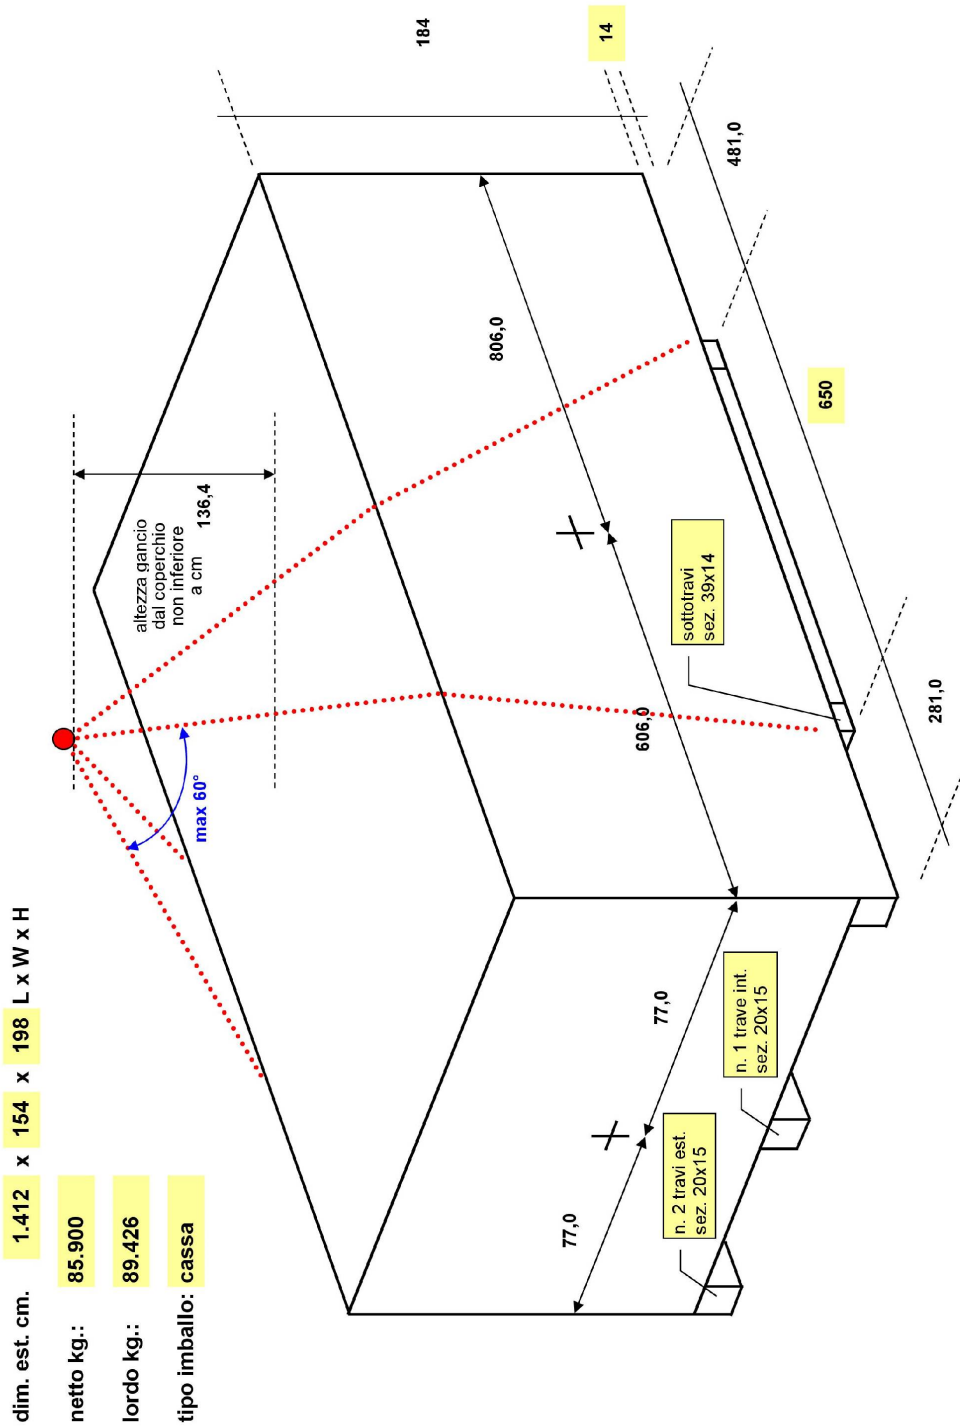 dim. est. cm. 1.412 x 154 x 198 L x W x H
netto kg.: 85.900
lordo kg.: 89.426
tipo imballo: cassa
altezza gancio
dal coperchio
non inferiore
a cm
136,4
max 60°
184
14
806,0
606,0
481,0
650
281,0
77,0
77,0
sottotravi
sez. 39x14
n. 1 trave int.
sez. 20x15
n. 2 travi est.
sez. 20x15